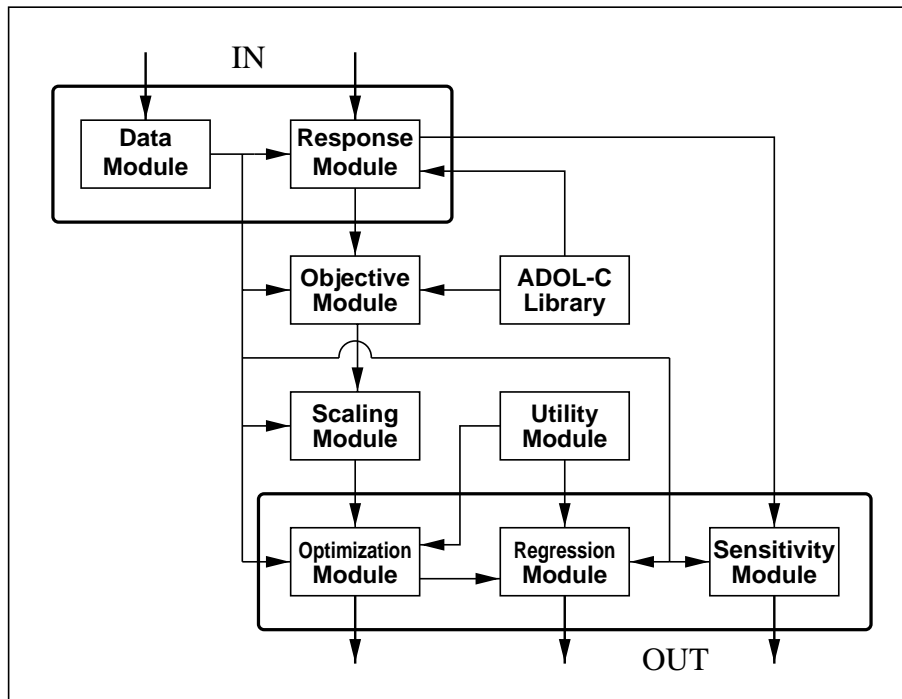 IN
Data
Module
Response
Module
Objective
Module
ADOL-C
Library
Scaling
Module
Utility
Module
Optimization
Module
Regression
Module
Sensitivity
Module
OUT